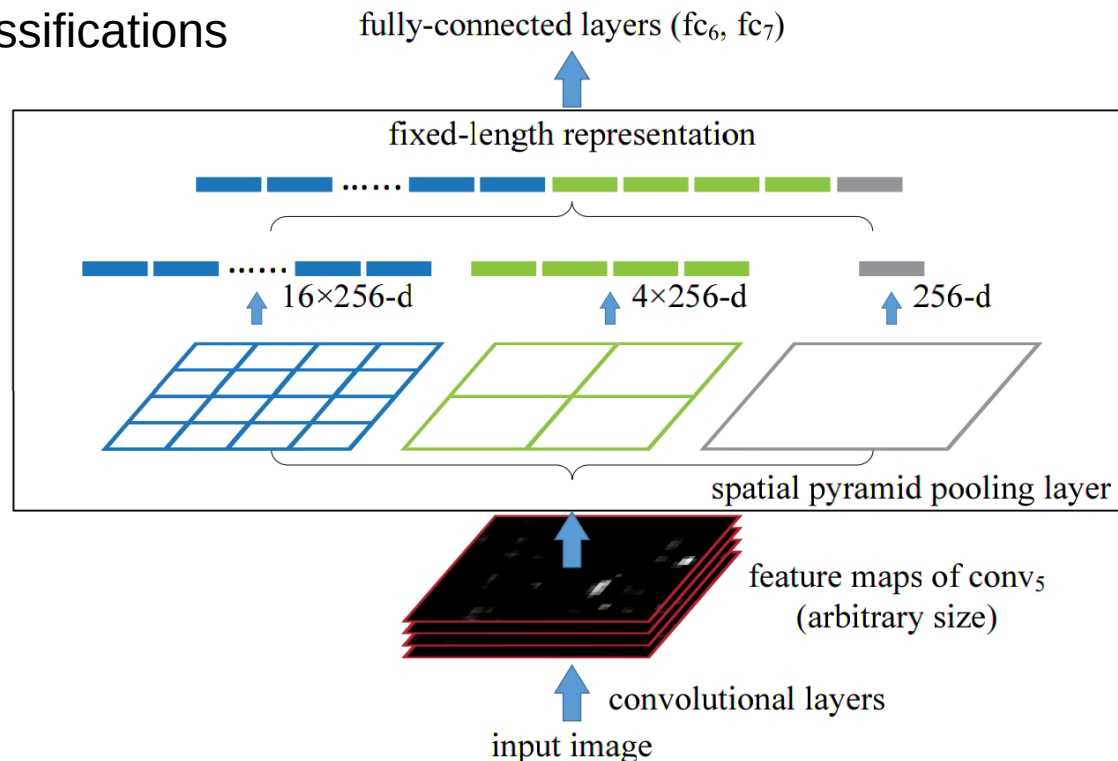 ssifications
fully-connected layers (fc₆, fc₇)
fixed-length representation
......
......
16×256-d
4×256-d
256-d
spatial pyramid pooling layer
feature maps of conv₅
(arbitrary size)
convolutional layers
input image